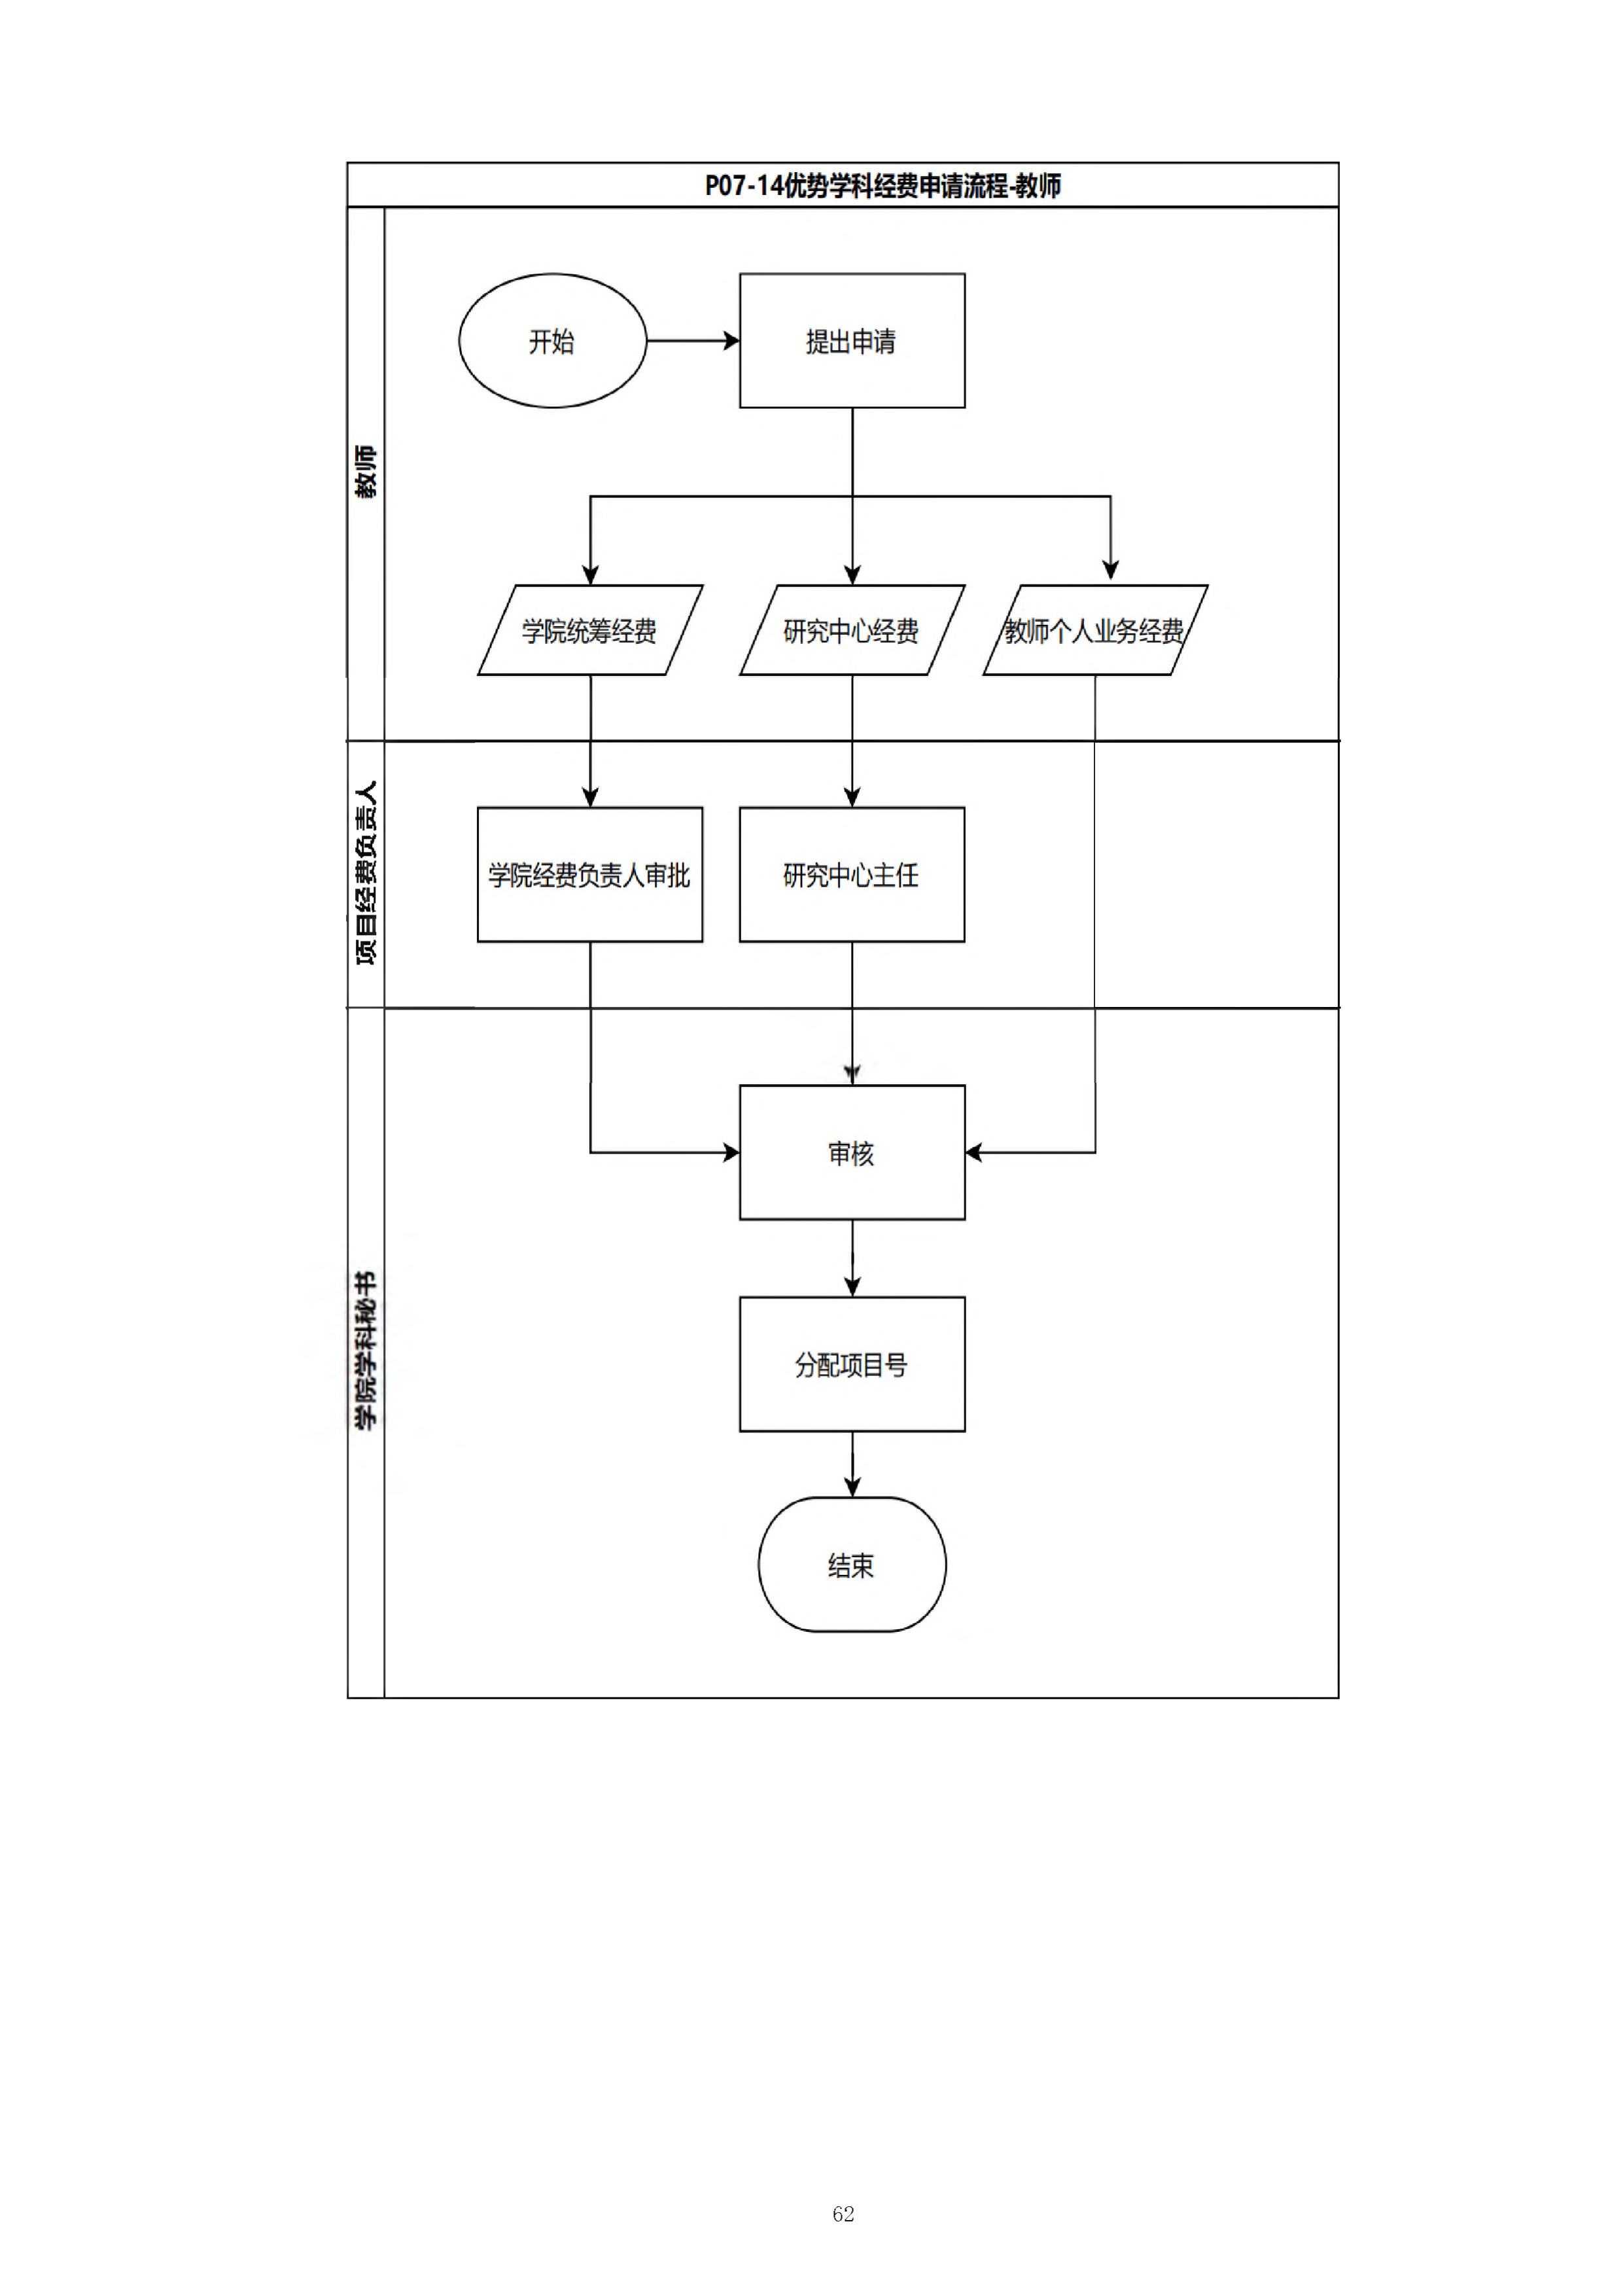 P07-14优势学科经费申请流程-教师
教师
开始
提出申请
学院统筹经费
研究中心经费
教师个人业务经费
项目经费负责人
学院经费负责人审批
研究中心主任
学院学科秘书
审核
分配项目号
结束
62